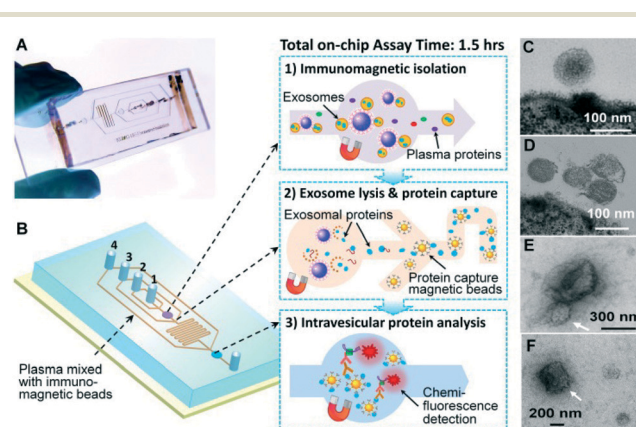 A
B
4
3
2
1
Plasma mixed
with immuno-
magnetic beads
Total on-chip Assay Time: 1.5 hrs
1) Immunomagnetic isolation
Exosomes
Plasma proteins
2) Exosome lysis & protein capture
Exosomal proteins
Protein capture
magnetic beads
3) Intravesicular protein analysis
Chemi-
fluorescence
detection
C
100 nm
D
100 nm
E
300 nm
F
200 nm